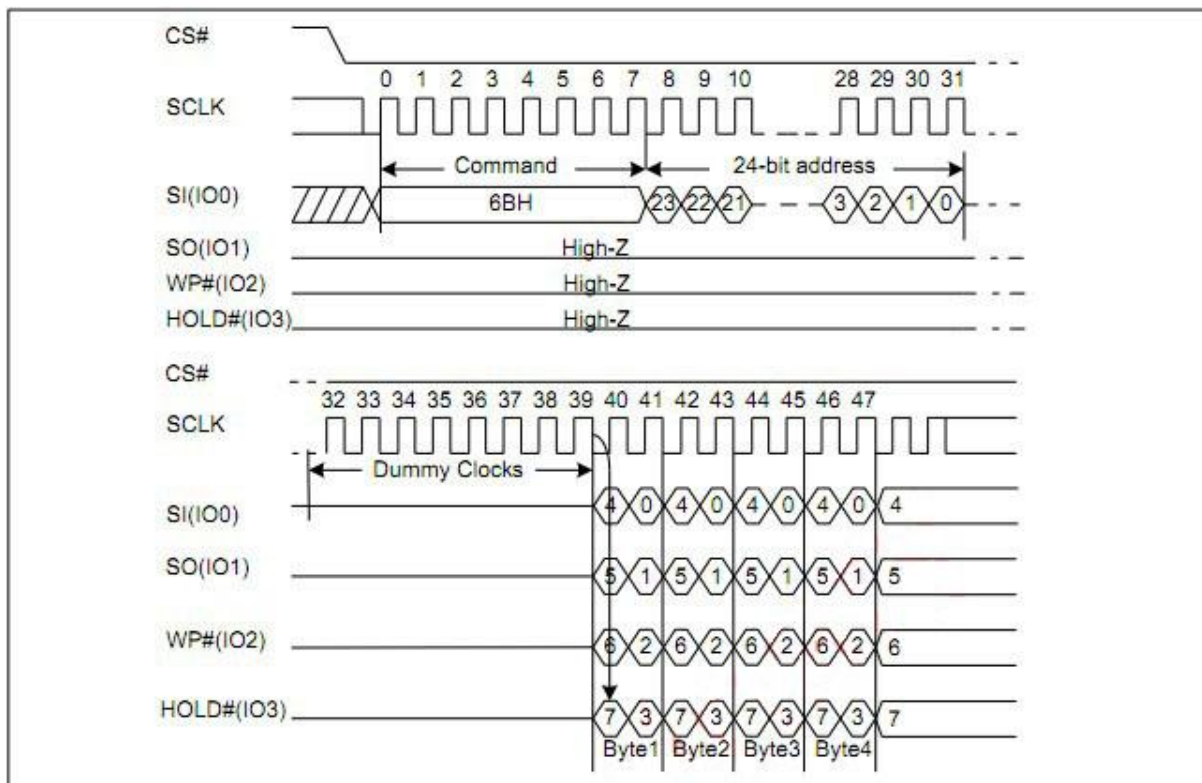 CS#
0 1 2 3 4 5 6 7 8 9 10 28 29 30 31
SCLK
Command 24-bit address
SI(IO0) 6BH 23 22 21 3 2 1 0
SO(IO1) High-Z
WP#(IO2) High-Z
HOLD#(IO3) High-Z
CS#
32 33 34 35 36 37 38 39 40 41 42 43 44 45 46 47
SCLK
Dummy Clocks
SI(IO0) 4 0 4 0 4 0 4 0 4
SO(IO1) 5 1 5 1 5 1 5 1 5
WP#(IO2) 6 2 6 2 6 2 6 2 6
HOLD#(IO3) 7 3 7 3 7 3 7 3 7
Byte1 Byte2 Byte3 Byte4